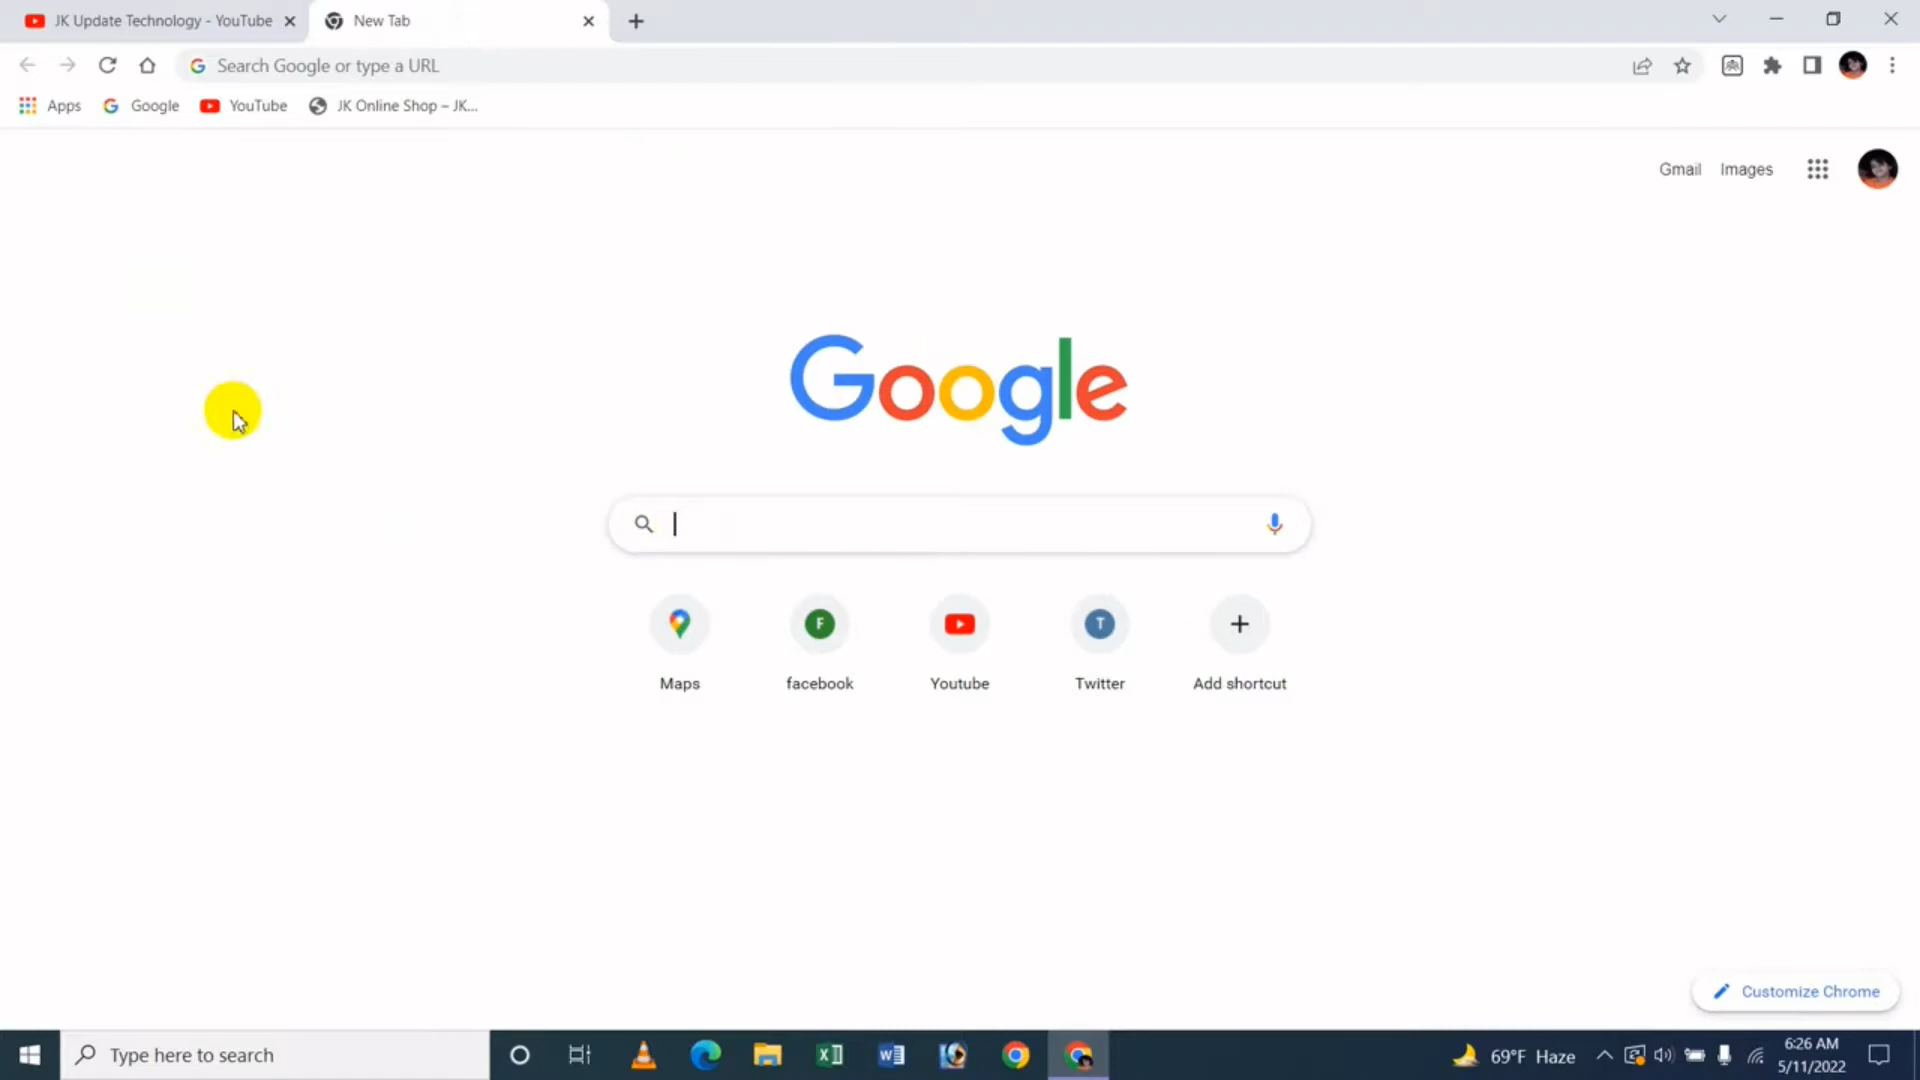 JK Update Technology - YouTube
New Tab
Search Google or type a URL
Apps
Google
YouTube
JK Online Shop – JK...
Gmail
Images
Google
Maps
F
facebook
Youtube
T
Twitter
Add shortcut
Customize Chrome
Type here to search
69°F Haze
6:26 AM
5/11/2022